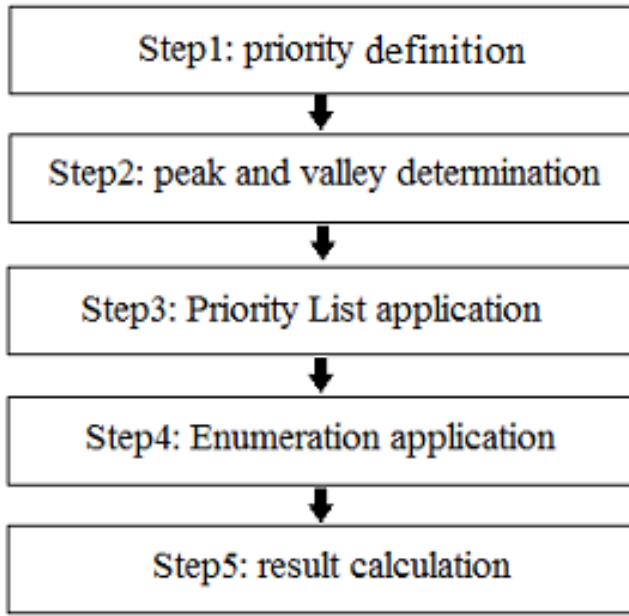 Step1: priority definition
Step2: peak and valley determination
Step3: Priority List application
Step4: Enumeration application
Step5: result calculation